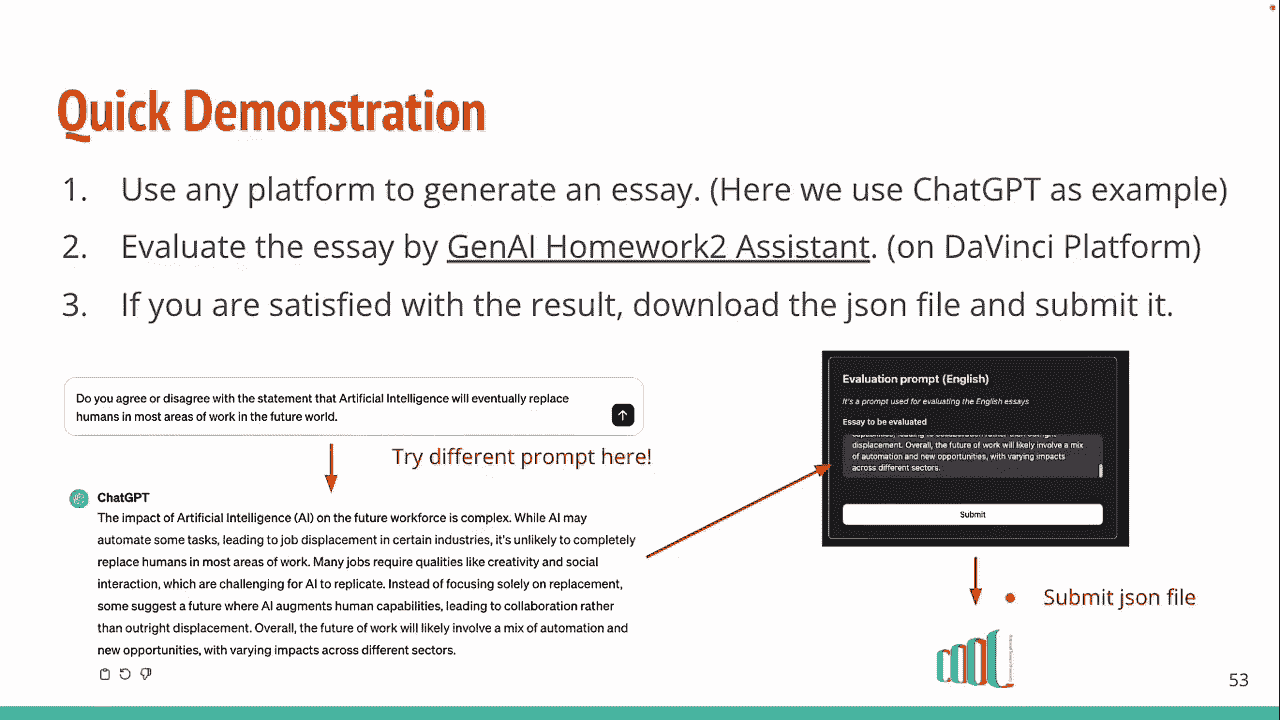 Quick Demonstration
1. Use any platform to generate an essay. (Here we use ChatGPT as example)
2. Evaluate the essay by GenAI Homework2 Assistant. (on DaVinci Platform)
3. If you are satisfied with the result, download the json file and submit it.
Do you agree or disagree with the statement that Artificial Intelligence will eventually replace
humans in most areas of work in the future world.
Try different prompt here!
ChatGPT
The impact of Artificial Intelligence (AI) on the future workforce is complex. While AI may
automate some tasks, leading to job displacement in certain industries, it's unlikely to completely
replace humans in most areas of work. Many jobs require qualities like creativity and social
interaction, which are challenging for AI to replicate. Instead of focusing solely on replacement,
some suggest a future where AI augments human capabilities, leading to collaboration rather
than outright displacement. Overall, the future of work will likely involve a mix of automation and
new opportunities, with varying impacts across different sectors.
Evaluation prompt (English)
It's a prompt used for evaluating the English essays
Essay to be evaluated
displacement. Overall, the future of work will likely involve a mix
of automation and new opportunities, with varying impacts
across different sectors.
Submit
• Submit json file
cool
53